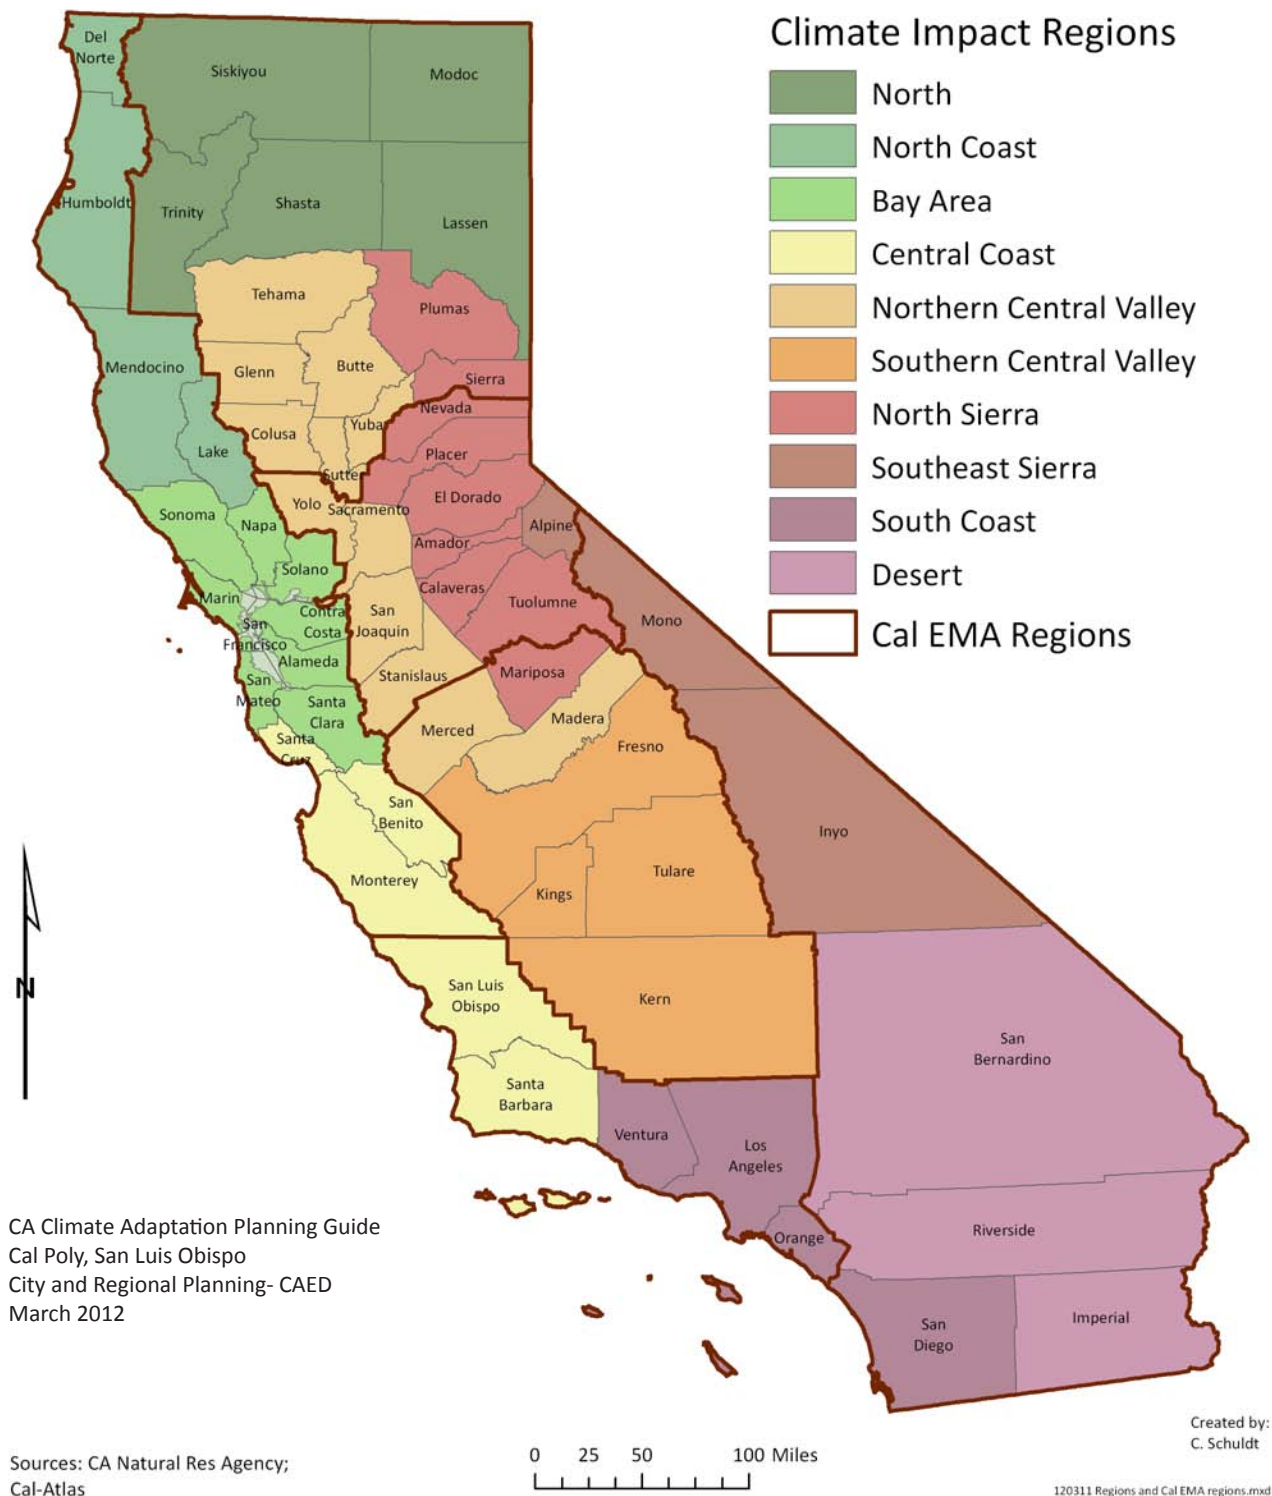 Climate Impact Regions
North
North Coast
Bay Area
Central Coast
Northern Central Valley
Southern Central Valley
North Sierra
Southeast Sierra
South Coast
Desert
Cal EMA Regions
Del
Norte
Siskiyou
Modoc
Humboldt
Trinity
Shasta
Lassen
Tehama
Plumas
Mendocino
Glenn
Butte
Sierra
Nevada
Lake
Colusa
Yuba
Placer
Sutter
El Dorado
Yolo
Sacramento
Sonoma
Napa
Alpine
Amador
Solano
Calaveras
Marin
Tuolumne
Contra
Costa
San
Joaquin
Mono
San
Francisco
Alameda
Stanislaus
Mariposa
San
Mateo
Santa
Clara
Merced
Madera
Santa
Cruz
Fresno
San
Benito
Inyo
Monterey
Kings
Tulare
N
San Luis
Obispo
Kern
San
Bernardino
Santa
Barbara
Ventura
Los
Angeles
Orange
Riverside
San
Diego
Imperial
CA Climate Adaptation Planning Guide
Cal Poly, San Luis Obispo
City and Regional Planning- CAED
March 2012
Created by:
C. Schuldt
Sources: CA Natural Res Agency;
Cal-Atlas
0 25 50 100 Miles
120311 Regions and Cal EMA regions.mxd